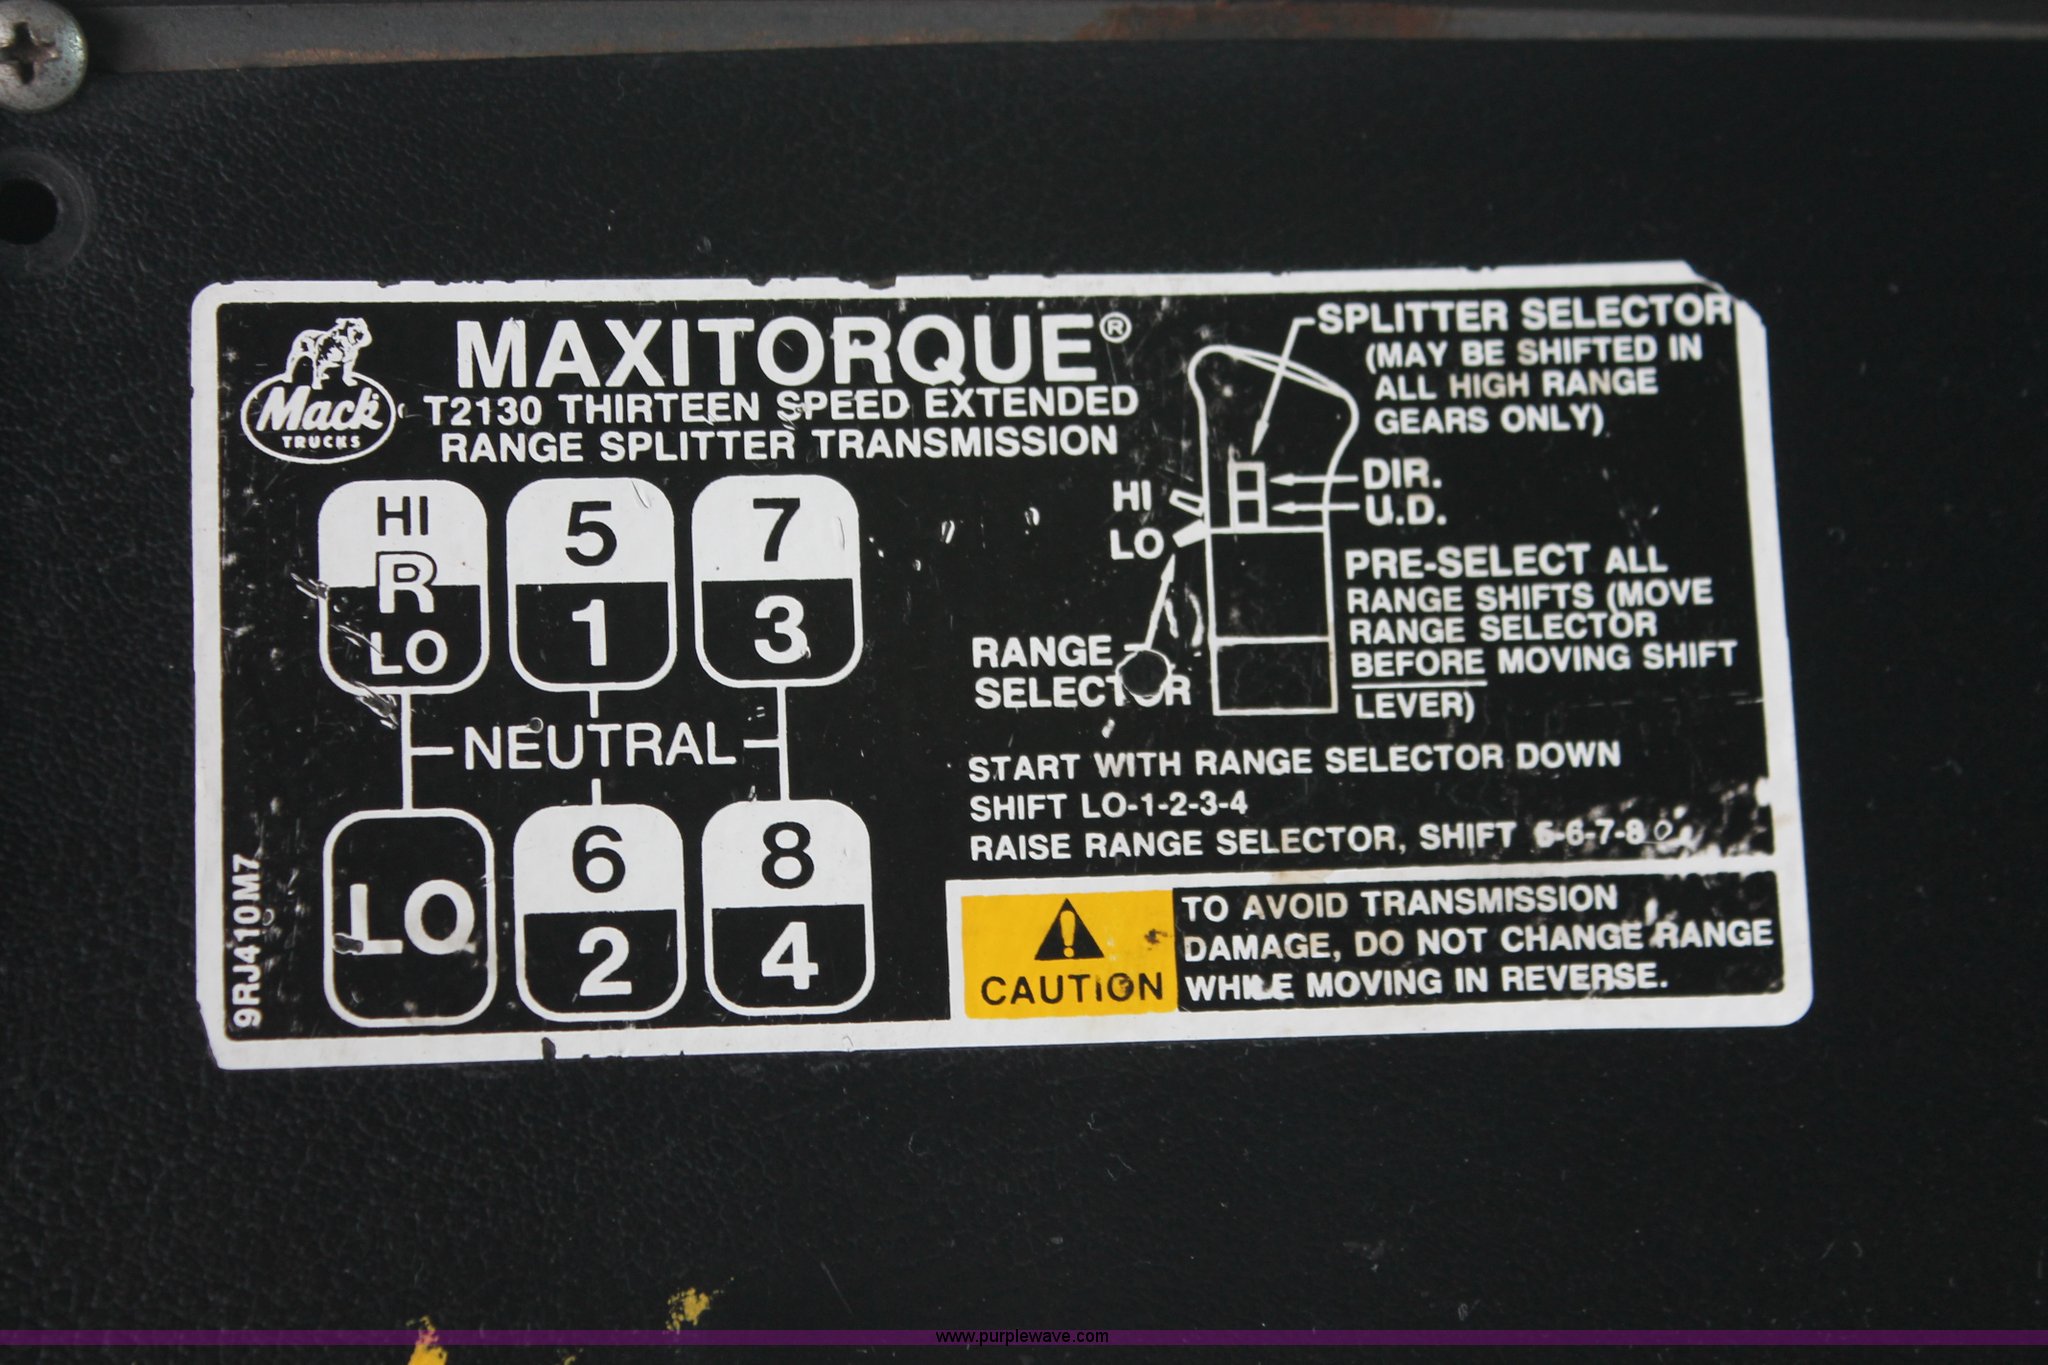 Mack
TRUCKS
MAXITORQUE®
T2130 THIRTEEN SPEED EXTENDED
RANGE SPLITTER TRANSMISSION
HI
R
LO
5
1
7
3
NEUTRAL
LO
6
2
8
4
9RJ410M7
SPLITTER SELECTOR
(MAY BE SHIFTED IN
ALL HIGH RANGE
GEARS ONLY)
DIR.
U.D.
HI
LO
RANGE
SELECTOR
PRE-SELECT ALL
RANGE SHIFTS (MOVE
RANGE SELECTOR
BEFORE MOVING SHIFT
LEVER)
START WITH RANGE SELECTOR DOWN
SHIFT LO-1-2-3-4
RAISE RANGE SELECTOR, SHIFT 5-6-7-8
CAUTION
TO AVOID TRANSMISSION
DAMAGE, DO NOT CHANGE RANGE
WHILE MOVING IN REVERSE.
www.purplewave.com